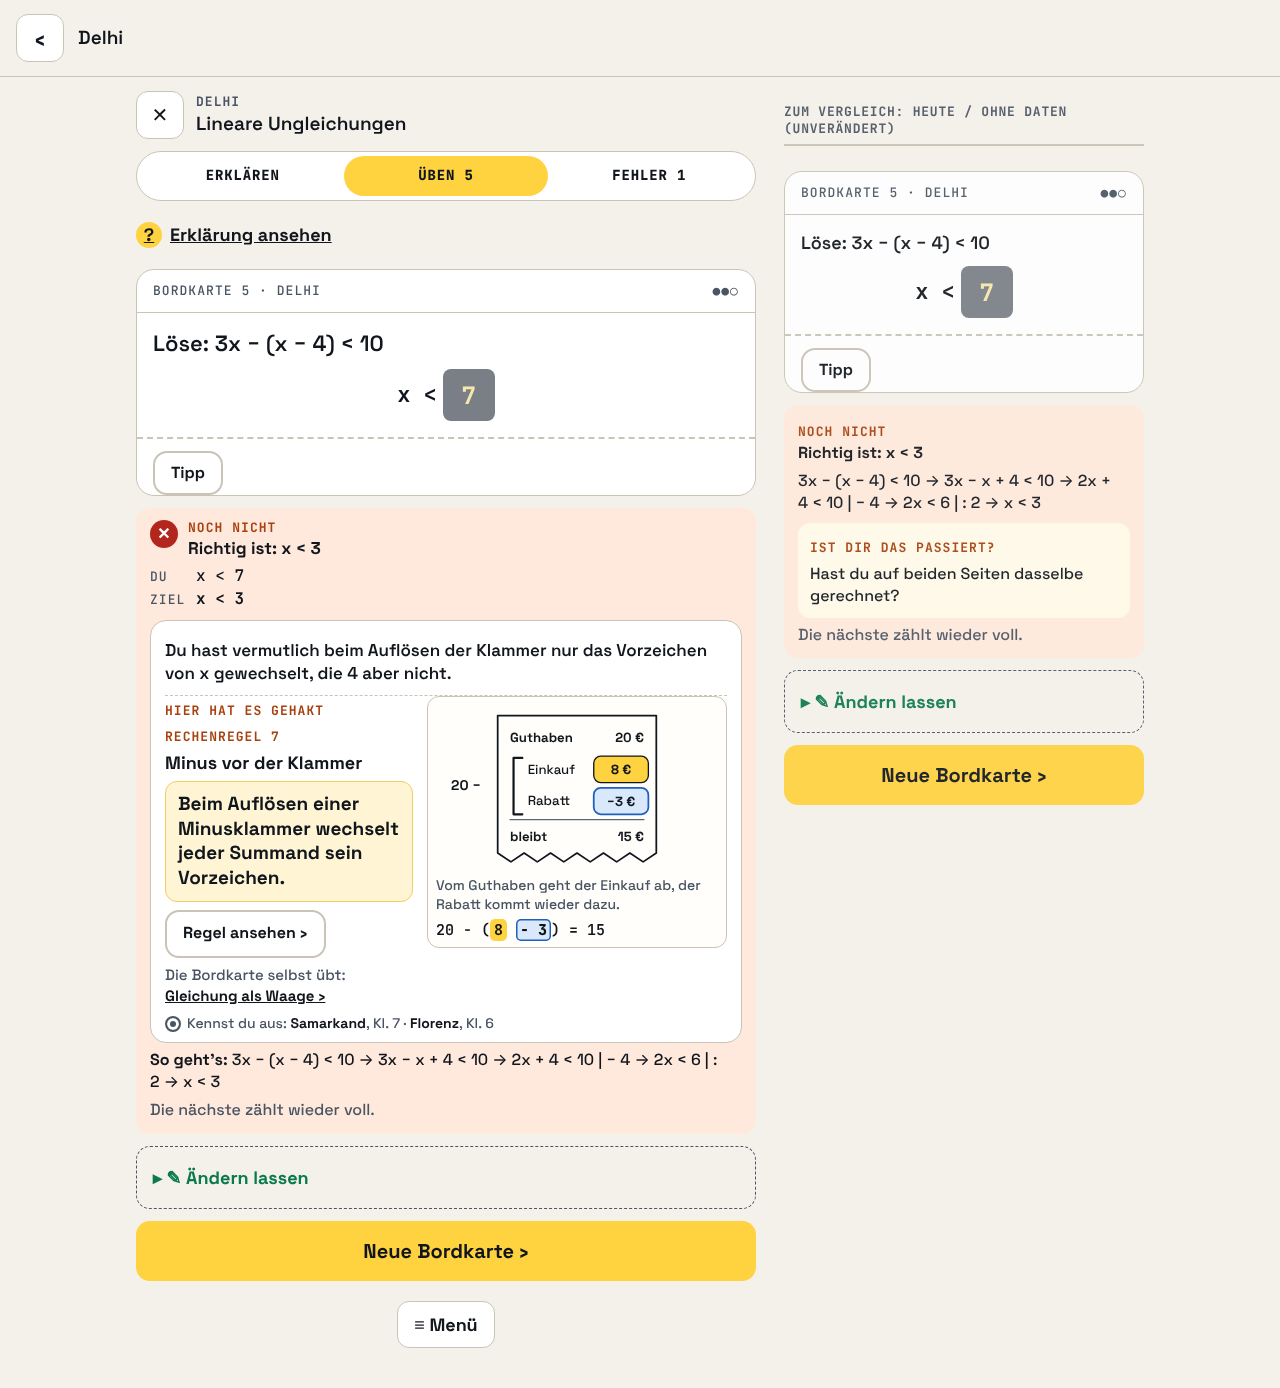 <
Delhi
✕
DELHI
Lineare Ungleichungen
ERKLÄREN
ÜBEN 5
FEHLER 1
? Erklärung ansehen
BORDKARTE 5 · DELHI ●●○
Löse: 3x − (x − 4) < 10
x < 7
Tipp
✕ NOCH NICHT
Richtig ist: x < 3
DU x < 7
ZIEL x < 3
Du hast vermutlich beim Auflösen der Klammer nur das Vorzeichen
von x gewechselt, die 4 aber nicht.
HIER HAT ES GEHAKT
RECHENREGEL 7
Minus vor der Klammer
Beim Auflösen einer
Minusklammer wechselt
jeder Summand sein
Vorzeichen.
Regel ansehen >
Die Bordkarte selbst übt:
Gleichung als Waage >
Guthaben 20 €
20 −
Einkauf 8 €
Rabatt −3 €
bleibt 15 €
Vom Guthaben geht der Einkauf ab, der
Rabatt kommt wieder dazu.
20 - (8 - 3) = 15
Kennst du aus: Samarkand, Kl. 7 · Florenz, Kl. 6
So geht's: 3x − (x − 4) < 10 → 3x − x + 4 < 10 → 2x + 4 < 10 | − 4 → 2x < 6 | :
2 → x < 3
Die nächste zählt wieder voll.
▸ ✎ Ändern lassen
Neue Bordkarte >
≡ Menü
ZUM VERGLEICH: HEUTE / OHNE DATEN
(UNVERÄNDERT)
BORDKARTE 5 · DELHI ●●○
Löse: 3x − (x − 4) < 10
x < 7
Tipp
NOCH NICHT
Richtig ist: x < 3
3x − (x − 4) < 10 → 3x − x + 4 < 10 → 2x +
4 < 10 | − 4 → 2x < 6 | : 2 → x < 3
IST DIR DAS PASSIERT?
Hast du auf beiden Seiten dasselbe
gerechnet?
Die nächste zählt wieder voll.
▸ ✎ Ändern lassen
Neue Bordkarte >